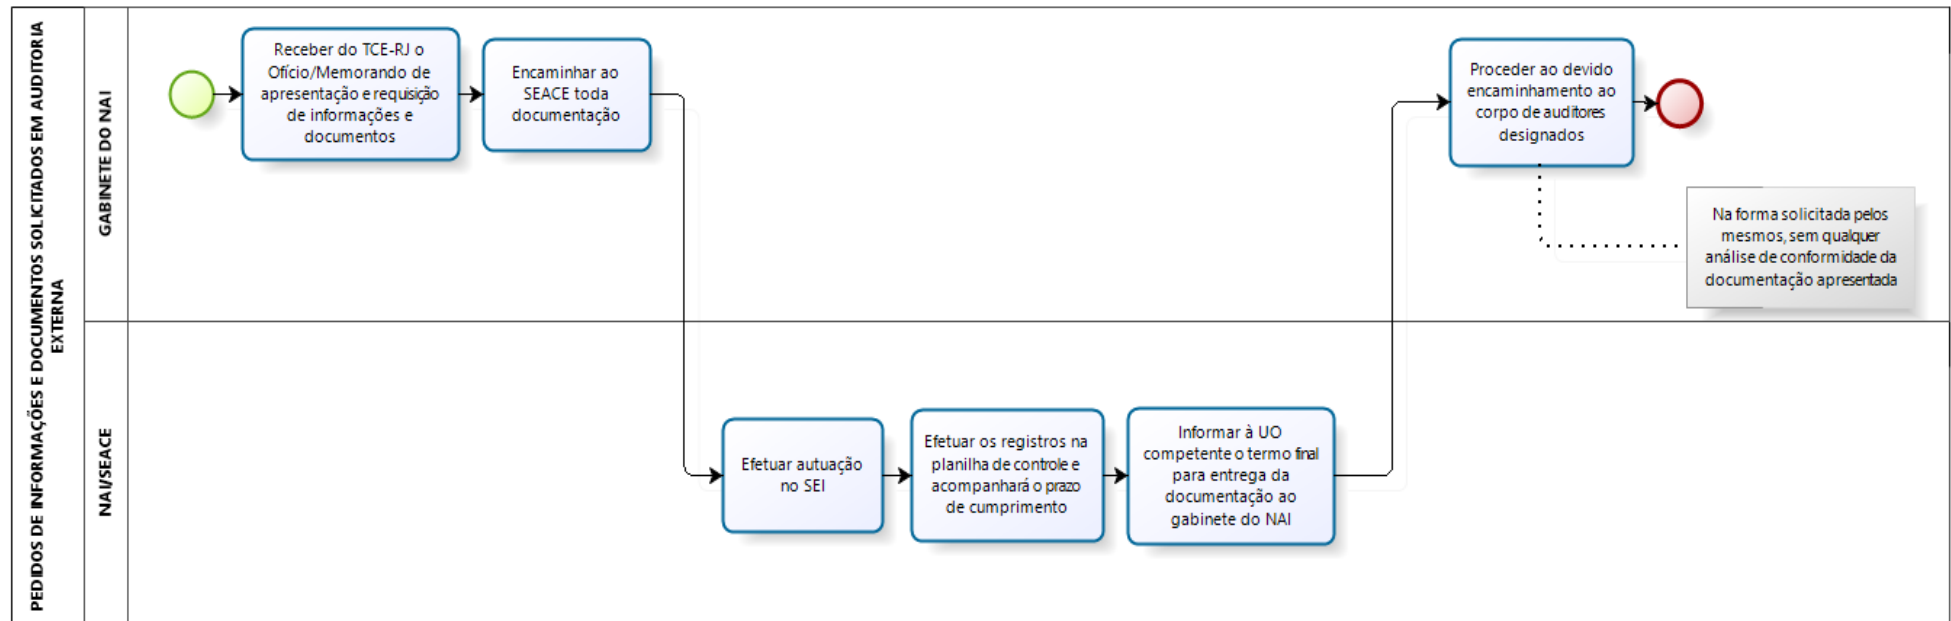 PEDIDOS DE INFORMAÇÕES E DOCUMENTOS SOLICITADOS EM AUDITORIA
EXTERNA
GABINETE DO NAI
Receber do TCE-RJ o
Ofício/Memorando de
apresentação e requisição
de informações e
documentos
Encaminhar ao
SEACE toda
documentação
Proceder ao devido
encaminhamento ao
corpo de auditores
designados
Na forma solicitada pelos
mesmos, sem qualquer
análise de conformidade da
documentação apresentada
NAI/SEACE
Efetuar autuação
no SEI
Efetuar os registros na
planilha de controle e
acompanhará o prazo
de cumprimento
Informar à UO
competente o termo final
para entrega da
documentação ao
gabinete do NAI